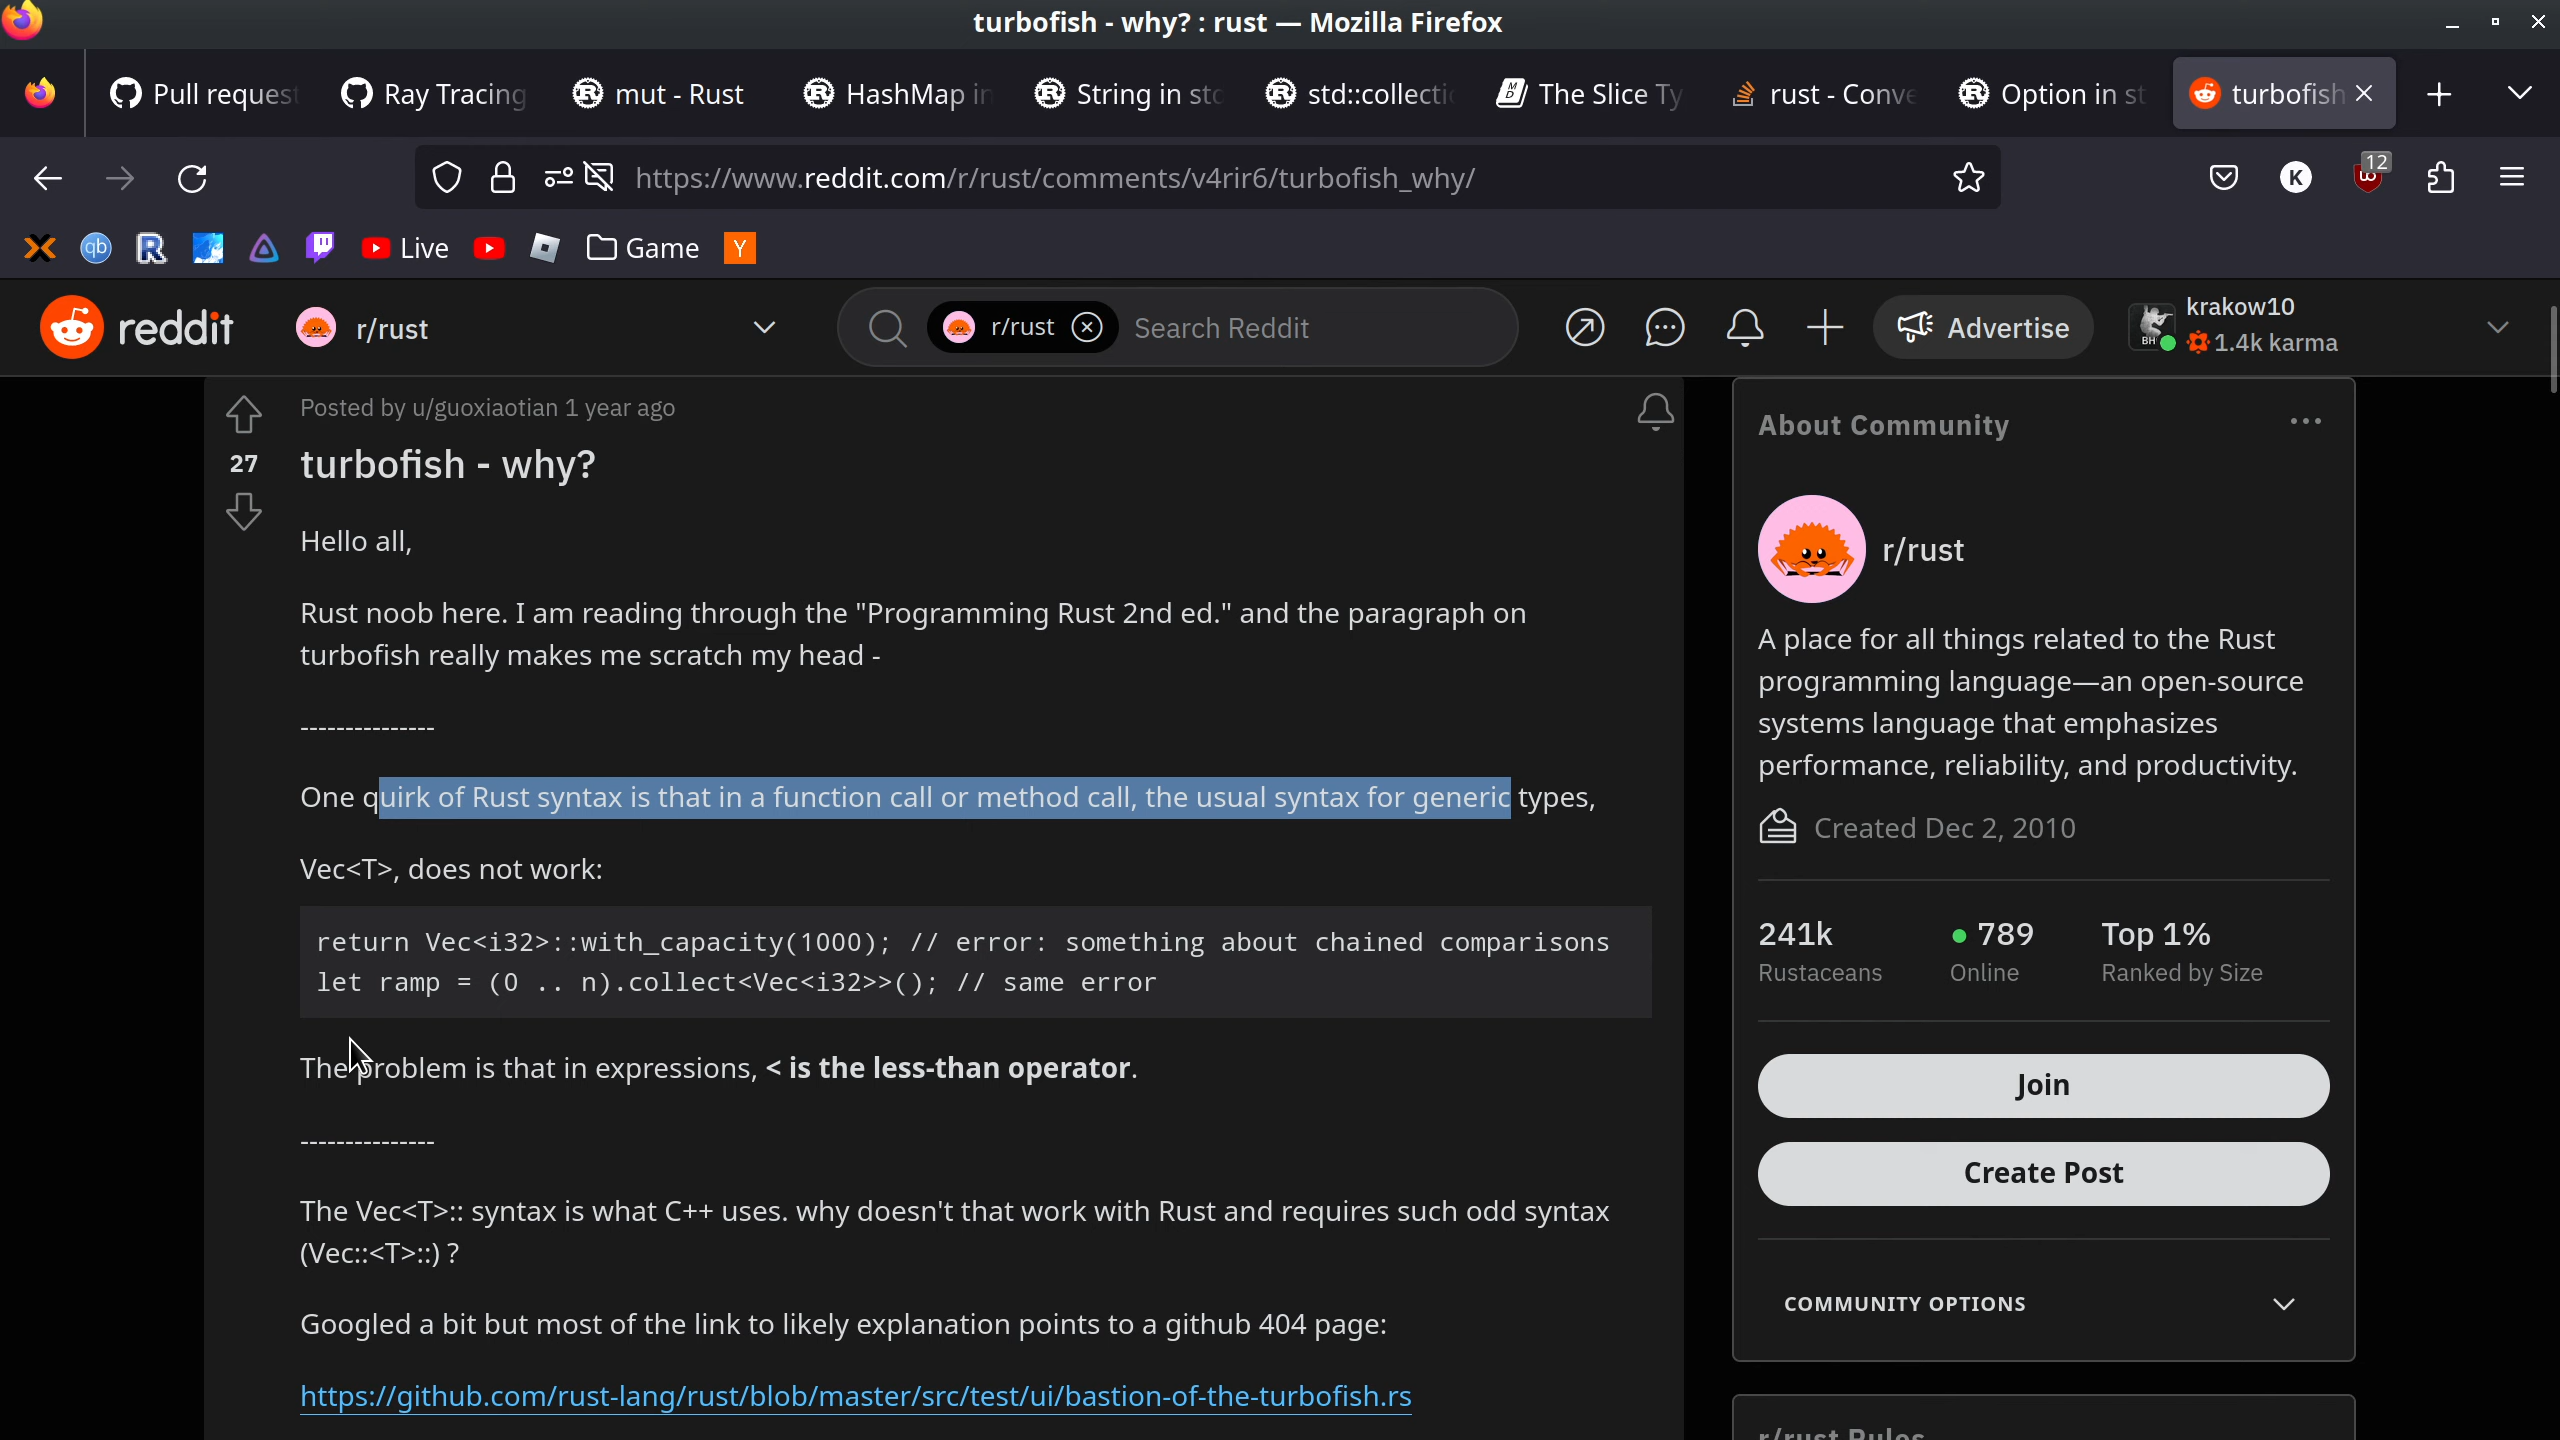 turbofish - why? : rust — Mozilla Firefox
Pull request
Ray Tracing
mut - Rust
HashMap in
String in std
std::collectio
The Slice Ty
rust - Conve
Option in st
turbofish
https://www.reddit.com/r/rust/comments/v4rir6/turbofish_why/
K
12
qb
R
Live
Game
Y
reddit
r/rust
r/rust
Search Reddit
Advertise
krakow10
1.4k karma
BH
Posted by u/guoxiaotian 1 year ago
27
turbofish - why?
Hello all,
Rust noob here. I am reading through the "Programming Rust 2nd ed." and the paragraph on
turbofish really makes me scratch my head -
---------------
One quirk of Rust syntax is that in a function call or method call, the usual syntax for generic types,
Vec<T>, does not work:
return Vec<i32>::with_capacity(1000); // error: something about chained comparisons
let ramp = (0 .. n).collect<Vec<i32>>(); // same error
The problem is that in expressions, < is the less-than operator.
---------------
The Vec<T>:: syntax is what C++ uses. why doesn't that work with Rust and requires such odd syntax
(Vec::<T>::) ?
Googled a bit but most of the link to likely explanation points to a github 404 page:
https://github.com/rust-lang/rust/blob/master/src/test/ui/bastion-of-the-turbofish.rs
About Community
r/rust
A place for all things related to the Rust
programming language—an open-source
systems language that emphasizes
performance, reliability, and productivity.
Created Dec 2, 2010
241k
Rustaceans
789
Online
Top 1%
Ranked by Size
Join
Create Post
COMMUNITY OPTIONS
r/rust Rules